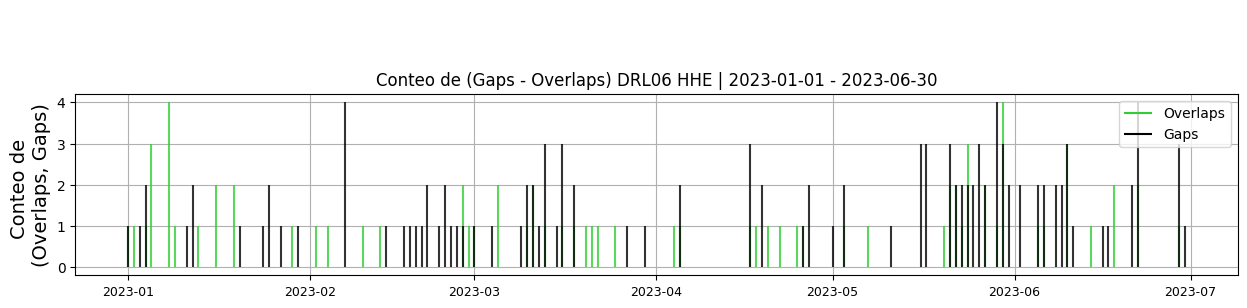 Conteo de (Gaps - Overlaps) DRL06 HHE | 2023-01-01 - 2023-06-30
Conteo de
(Overlaps, Gaps)
4
3
2
1
0
Overlaps
Gaps
2023-01
2023-02
2023-03
2023-04
2023-05
2023-06
2023-07